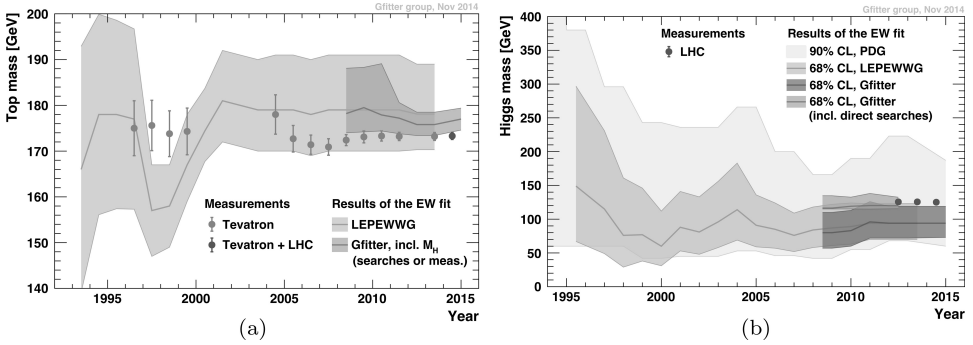 Gfitter group, Nov 2014
Top mass [GeV]
200
190
180
170
160
150
140
Measurements
Tevatron
Tevatron + LHC
Results of the EW fit
LEPEWWG
Gfitter, incl. M_H
(searches or meas.)
1995
2000
2005
2010
2015
Year
(a)
Gfitter group, Nov 2014
Higgs mass [GeV]
400
350
300
250
200
150
100
50
0
Measurements
LHC
Results of the EW fit
90% CL, PDG
68% CL, LEPEWWG
68% CL, Gfitter
68% CL, Gfitter
(incl. direct searches)
1995
2000
2005
2010
2015
Year
(b)